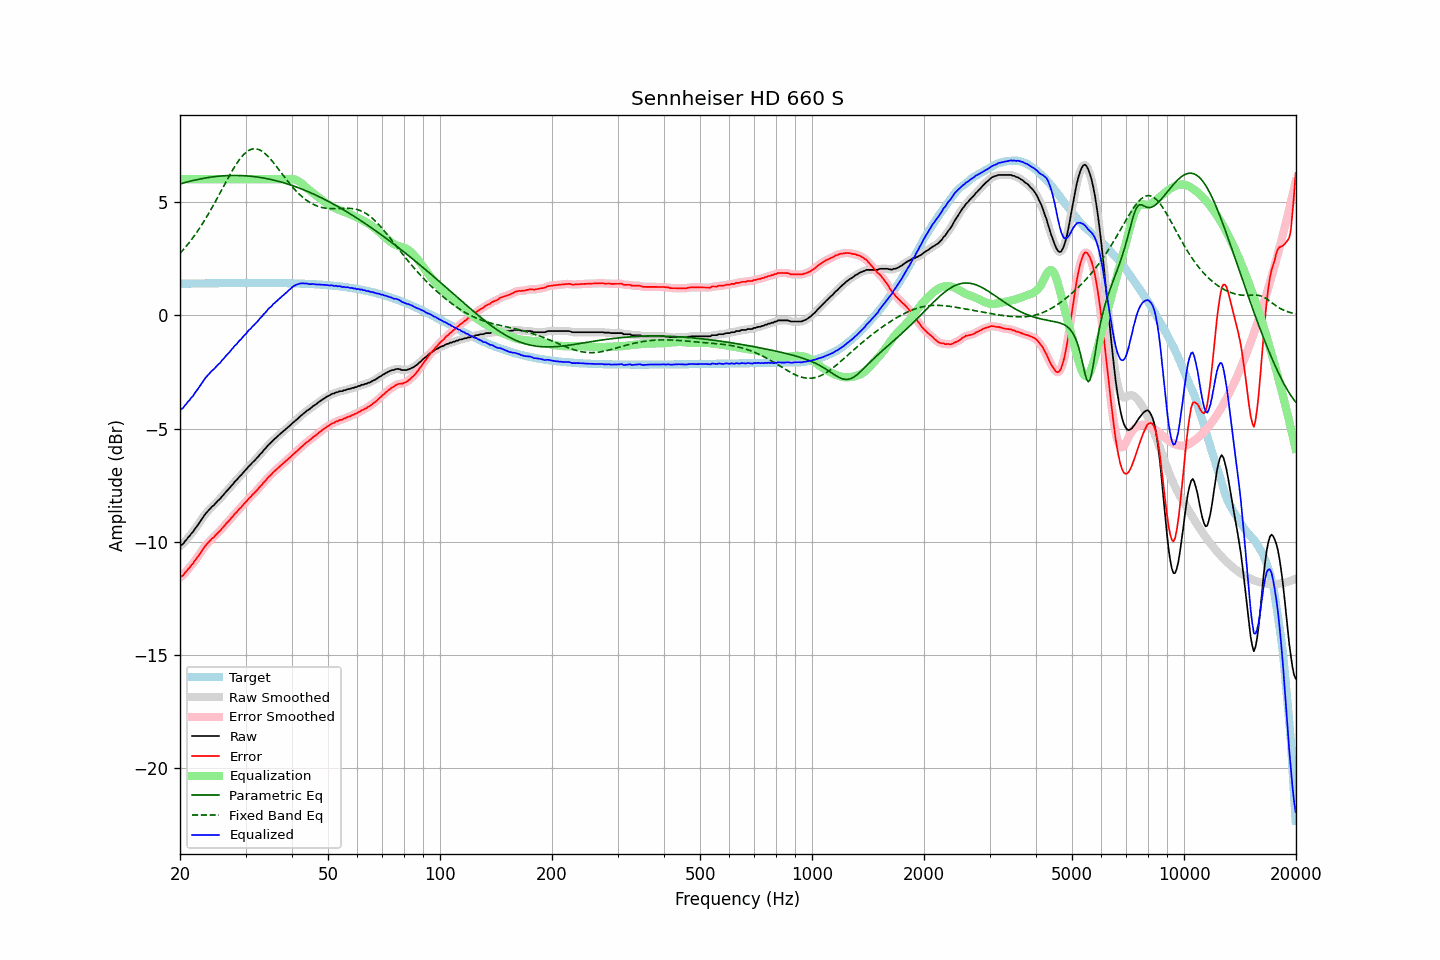 Sennheiser HD 660 S
Amplitude (dBr)
5
0
−5
−10
−15
−20
Target
Raw Smoothed
Error Smoothed
Raw
Error
Equalization
Parametric Eq
Fixed Band Eq
Equalized
20 50 100 200 500 1000 2000 5000 10000 20000
Frequency (Hz)